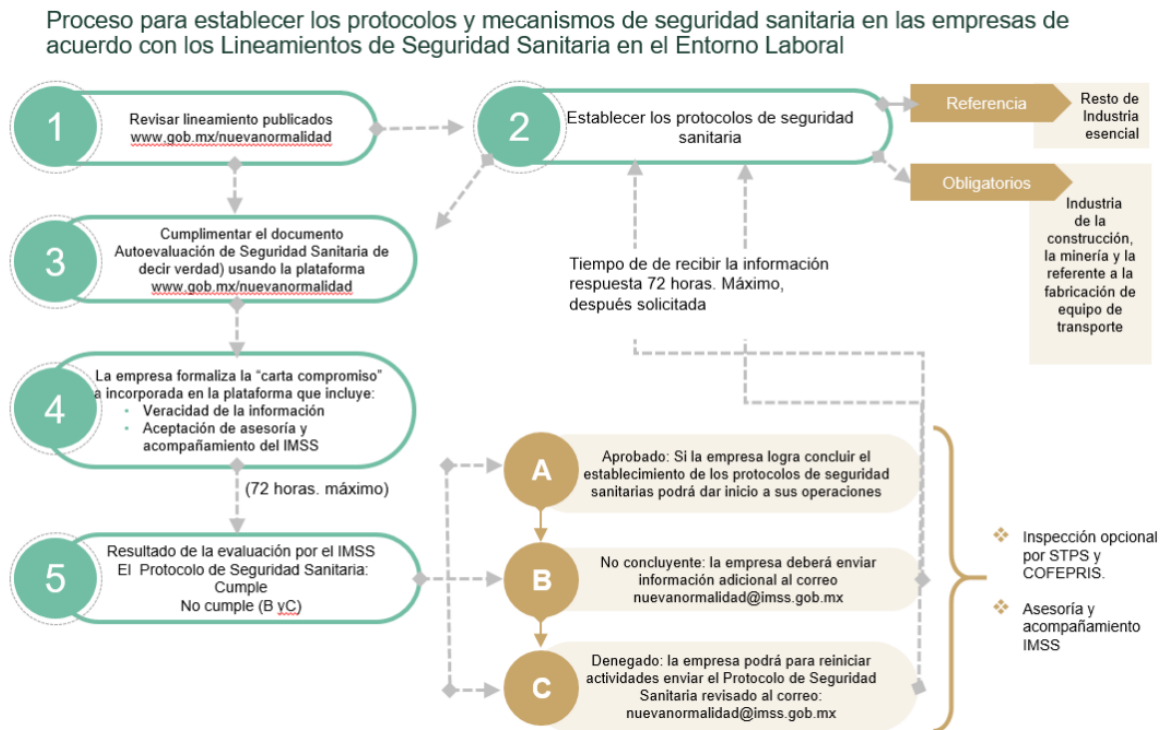 Proceso para establecer los protocolos y mecanismos de seguridad sanitaria en las empresas de
acuerdo con los Lineamientos de Seguridad Sanitaria en el Entorno Laboral
1
Revisar lineamiento publicados
www.gob.mx/nuevanormalidad
2
Establecer los protocolos de seguridad
sanitaria
Referencia
Resto de
Industria
esencial
Obligatorios
Industria
de la
construcción,
la minería y la
referente a la
fabricación de
equipo de
transporte
3
Cumplimentar el documento
Autoevaluación de Seguridad Sanitaria de
decir verdad) usando la plataforma
www.gob.mx/nuevanormalidad
Tiempo de de recibir la información
respuesta 72 horas. Máximo,
después solicitada
4
La empresa formaliza la “carta compromiso”
a incorporada en la plataforma que incluye:
• Veracidad de la información
• Aceptación de asesoría y
acompañamiento del IMSS
(72 horas. máximo)
5
Resultado de la evaluación por el IMSS
El Protocolo de Seguridad Sanitaria:
Cumple
No cumple (B yC)
A
Aprobado: Si la empresa logra concluir el
establecimiento de los protocolos de seguridad
sanitarias podrá dar inicio a sus operaciones
B
No concluyente: la empresa deberá enviar
información adicional al correo
nuevanormalidad@imss.gob.mx
C
Denegado: la empresa podrá para reiniciar
actividades enviar el Protocolo de Seguridad
Sanitaria revisado al correo:
nuevanormalidad@imss.gob.mx
❖ Inspección opcional
por STPS y
COFEPRIS.
❖ Asesoría y
acompañamiento
IMSS